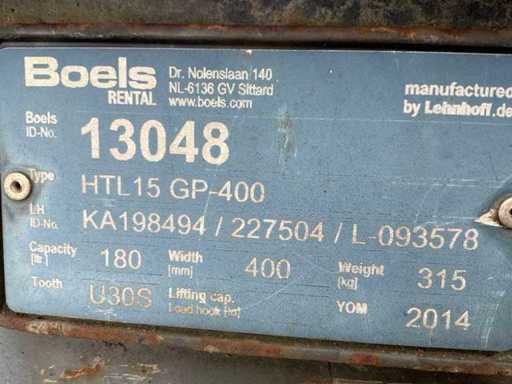 Boels
RENTAL
Dr. Nolenslaan 140
NL-6136 GV Sittard
www.boels.com
manufactured
by Lehnhoff.de
Boels
ID-No. 13048
Type HTL15 GP-400
LH
ID-No. KA198494 / 227504 / L-093578
Capacity [ltr] 180 Width [mm] 400 Weight [kg] 315
Tooth U30S Lifting cap. Load hook [kg] YOM 2014